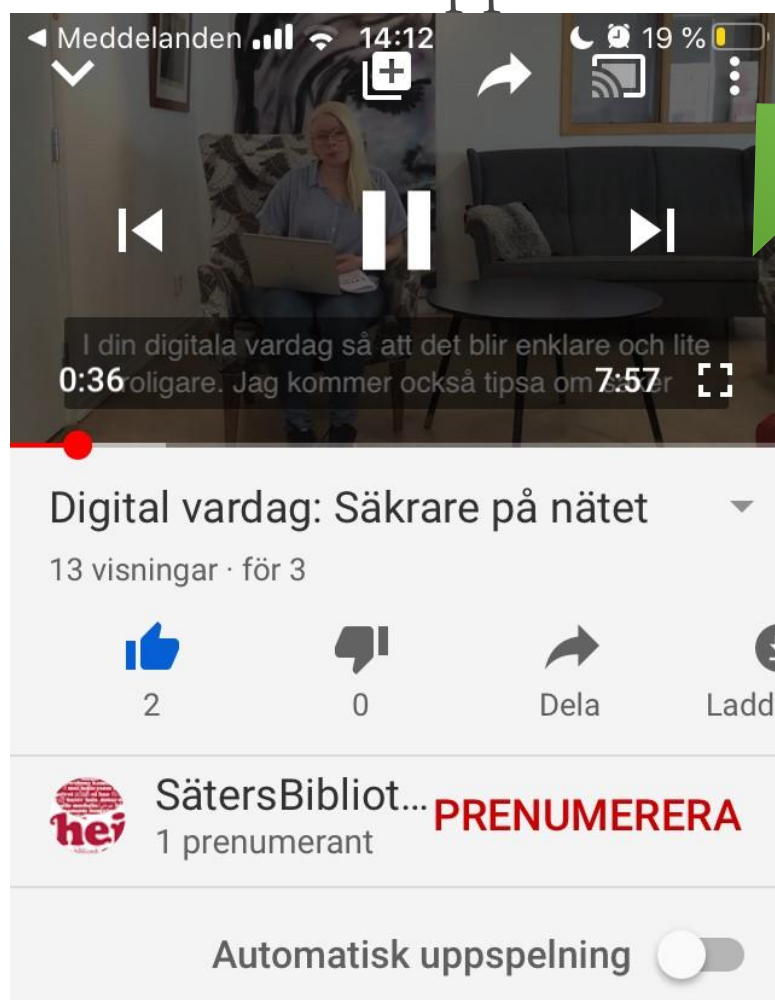 ◄ Meddelanden 14:12 19 %
I din digitala vardag så att det blir enklare och lite
roligare. Jag kommer också tipsa om
0:36 7:57
Digital vardag: Säkrare på nätet
13 visningar · för 3
2 0 Dela Ladd
hej SätersBibliot... PRENUMERERA
1 prenumerant
Automatisk uppspelning